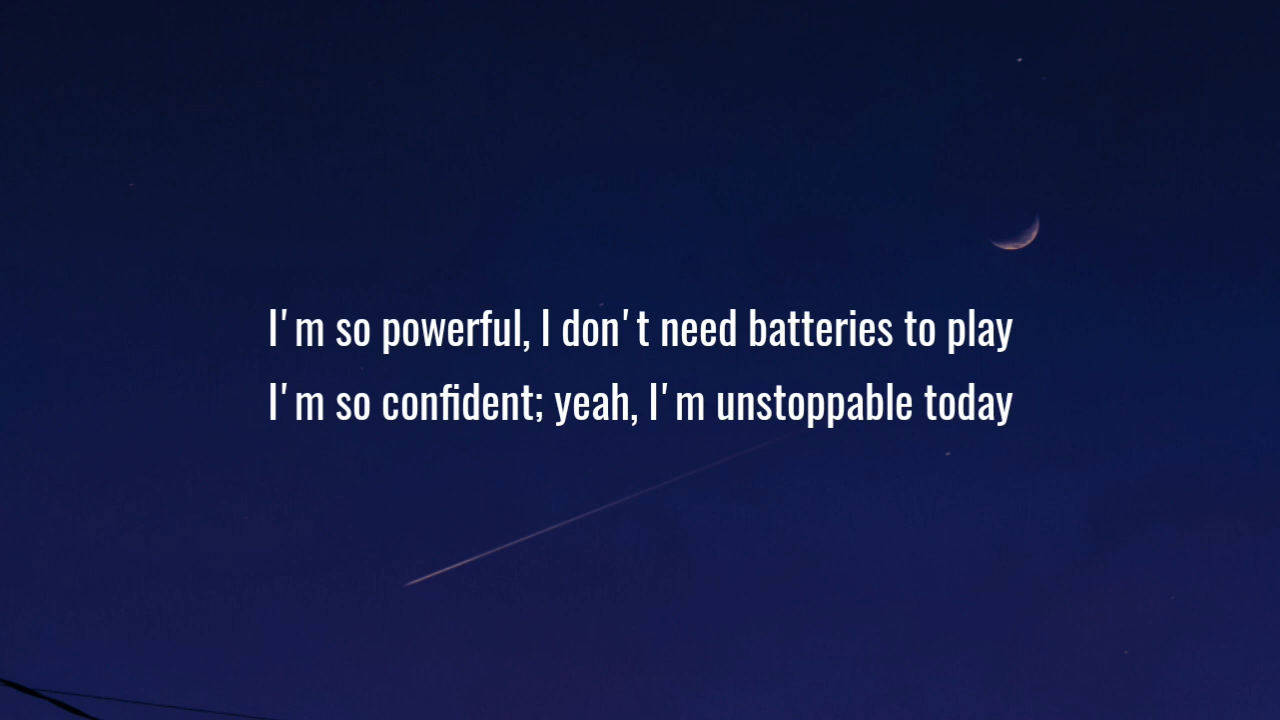 I'm so powerful, I don't need batteries to play
I'm so confident; yeah, I'm unstoppable today